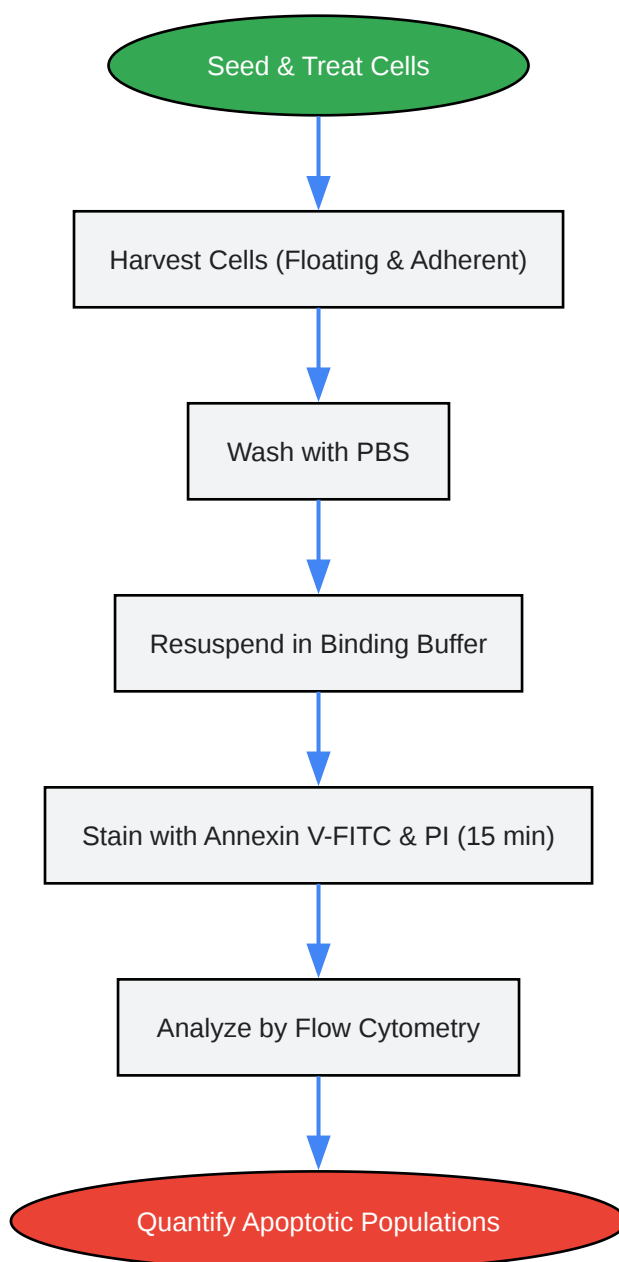 Seed & Treat Cells
Harvest Cells (Floating & Adherent)
Wash with PBS
Resuspend in Binding Buffer
Stain with Annexin V-FITC & PI (15 min)
Analyze by Flow Cytometry
Quantify Apoptotic Populations